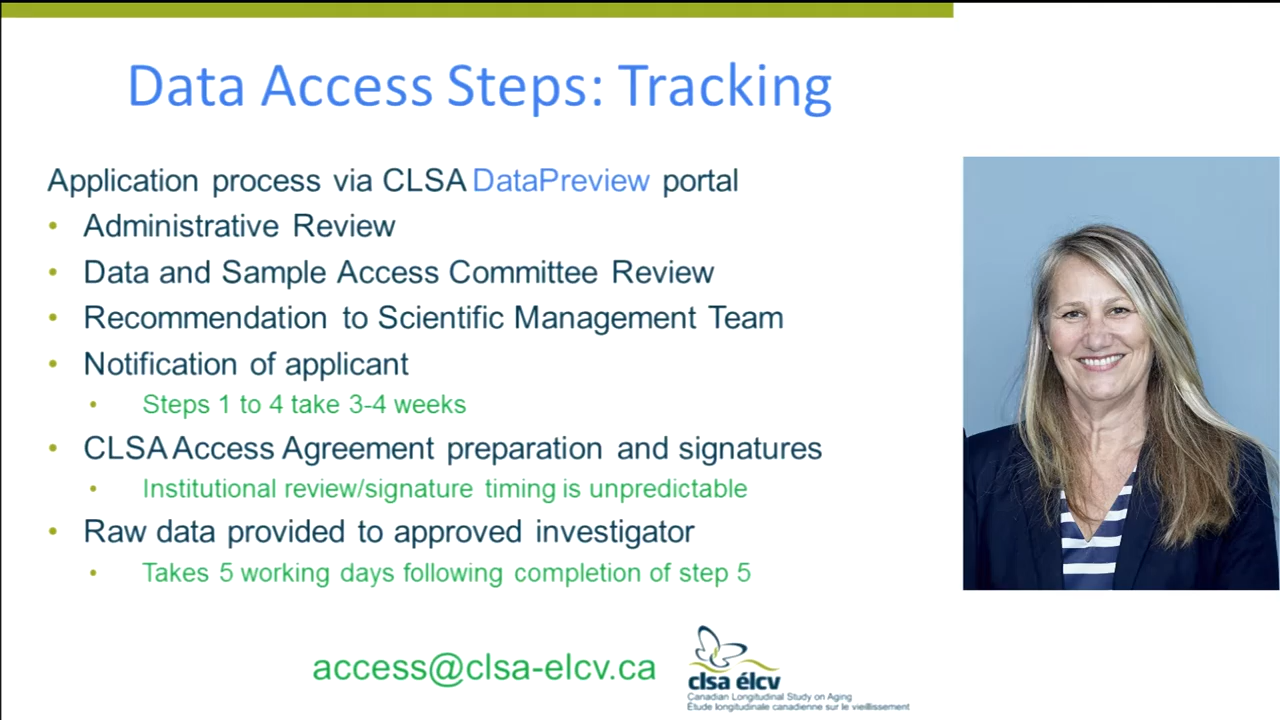 Data Access Steps: Tracking
Application process via CLSA DataPreview portal
• Administrative Review
• Data and Sample Access Committee Review
• Recommendation to Scientific Management Team
• Notification of applicant
• Steps 1 to 4 take 3-4 weeks
• CLSA Access Agreement preparation and signatures
• Institutional review/signature timing is unpredictable
• Raw data provided to approved investigator
• Takes 5 working days following completion of step 5
access@clsa-elcv.ca
clsa élcv
Canadian Longitudinal Study on Aging
Étude longitudinale canadienne sur le vieillissement